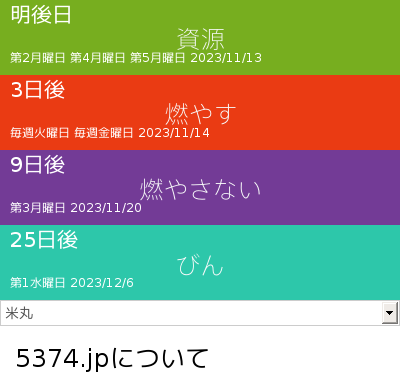 明後日
資源
第2月曜日 第4月曜日 第5月曜日 2023/11/13
3日後
燃やす
毎週火曜日 毎週金曜日 2023/11/14
9日後
燃やさない
第3月曜日 2023/11/20
25日後
びん
第1水曜日 2023/12/6
米丸
5374.jpについて